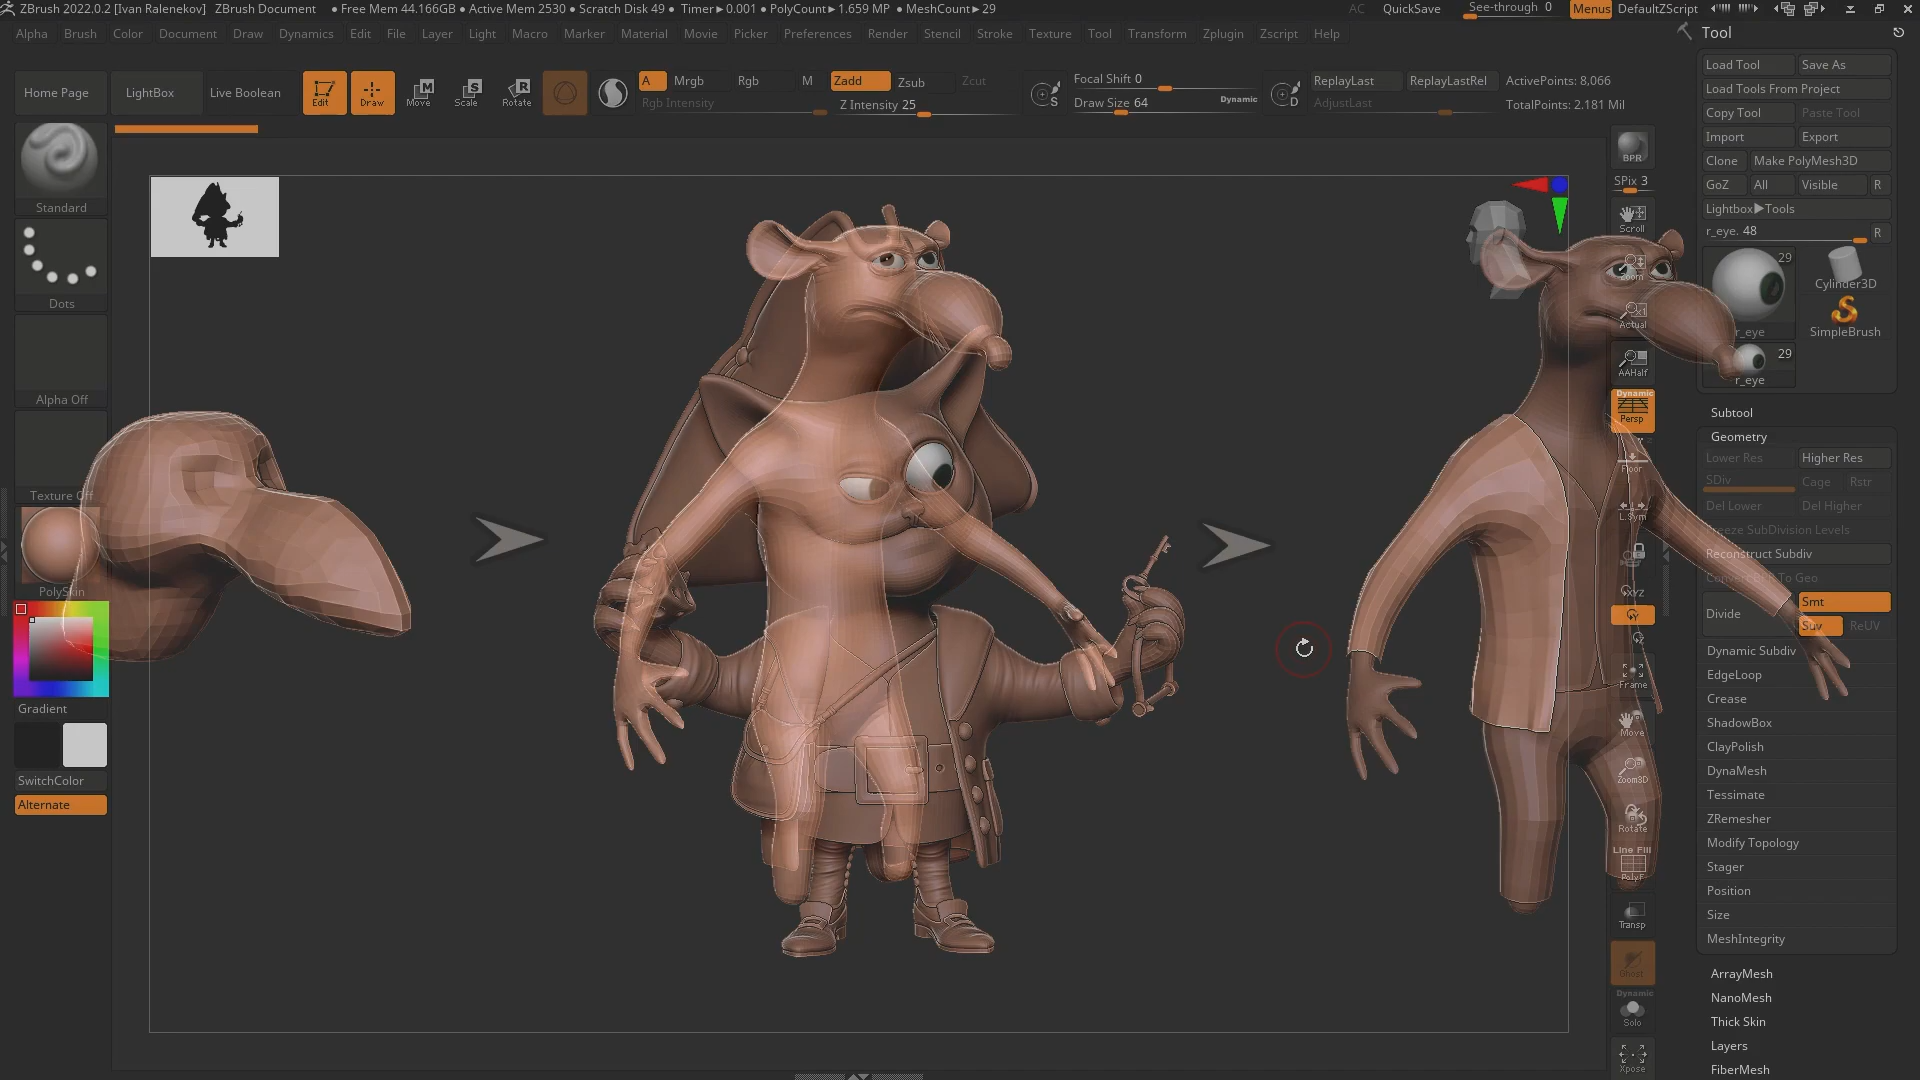 ZBrush 2022.0.2 [Ivan Ralenekov] ZBrush Document • Free Mem 44.166GB • Active Mem 2530 • Scratch Disk 49 • Timer▶0.001 • PolyCount▶1.659 MP • MeshCount▶29 AC QuickSave See-through 0 Menus DefaultZScript
Alpha Brush Color Document Draw Dynamics Edit File Layer Light Macro Marker Material Movie Picker Preferences Render Stencil Stroke Texture Tool Transform Zplugin Zscript Help
Tool
Home Page LightBox Live Boolean Edit Draw Move Scale Rotate
A Mrgb Rgb M Zadd Zsub Zcut
Rgb Intensity Z Intensity 25
Focal Shift 0
Draw Size 64 Dynamic
S D
ReplayLast ReplayLastRel ActivePoints: 8,066
AdjustLast TotalPoints: 2.181 Mil
Standard
Dots
Alpha Off
Texture Off
PolySkin
Gradient
SwitchColor
Alternate
BPR
SPix 3
Scroll
Zoom
Actual
AAHalf
Dynamic
Persp
Floor
L.Sym
XYZ
Frame
Move
Zoom3D
Rotate
Line Fill
PolyF
Transp
Ghost
Dynamic
Solo
Xpose
Load Tool Save As
Load Tools From Project
Copy Tool Paste Tool
Import Export
Clone Make PolyMesh3D
GoZ All Visible R
Lightbox▶Tools
r_eye. 48 R
29
Cylinder3D
r_eye SimpleBrush
29
r_eye
Subtool
Geometry
Lower Res Higher Res
SDiv Cage Rstr
Del Lower Del Higher
Freeze SubDivision Levels
Reconstruct Subdiv
Convert BPR To Geo
Divide Smt
Suv ReUV
Dynamic Subdiv
EdgeLoop
Crease
ShadowBox
ClayPolish
DynaMesh
Tessimate
ZRemesher
Modify Topology
Stager
Position
Size
MeshIntegrity
ArrayMesh
NanoMesh
Thick Skin
Layers
FiberMesh